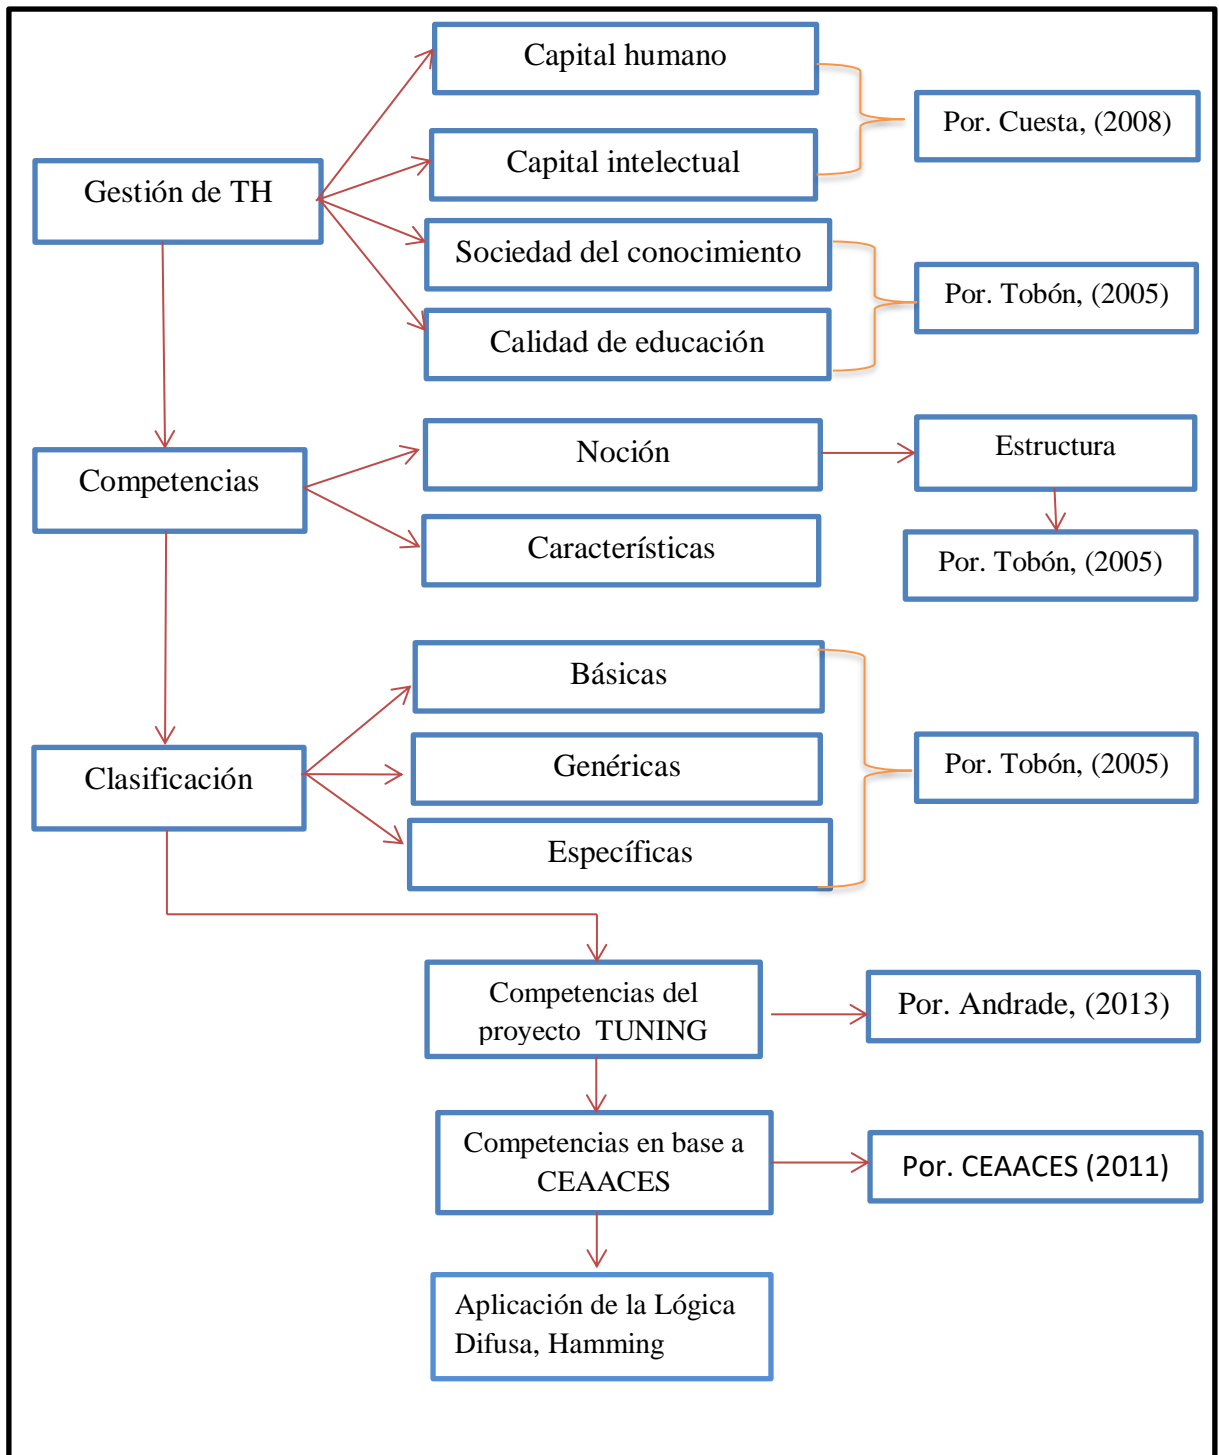 Capital humano
Por. Cuesta, (2008)
Capital intelectual
Gestión de TH
Sociedad del conocimiento
Por. Tobón, (2005)
Calidad de educación
Competencias
Noción
Estructura
Características
Por. Tobón, (2005)
Básicas
Clasificación
Genéricas
Por. Tobón, (2005)
Específicas
Competencias del
proyecto TUNING
Por. Andrade, (2013)
Competencias en base a
CEAACES
Por. CEAACES (2011)
Aplicación de la Lógica
Difusa, Hamming